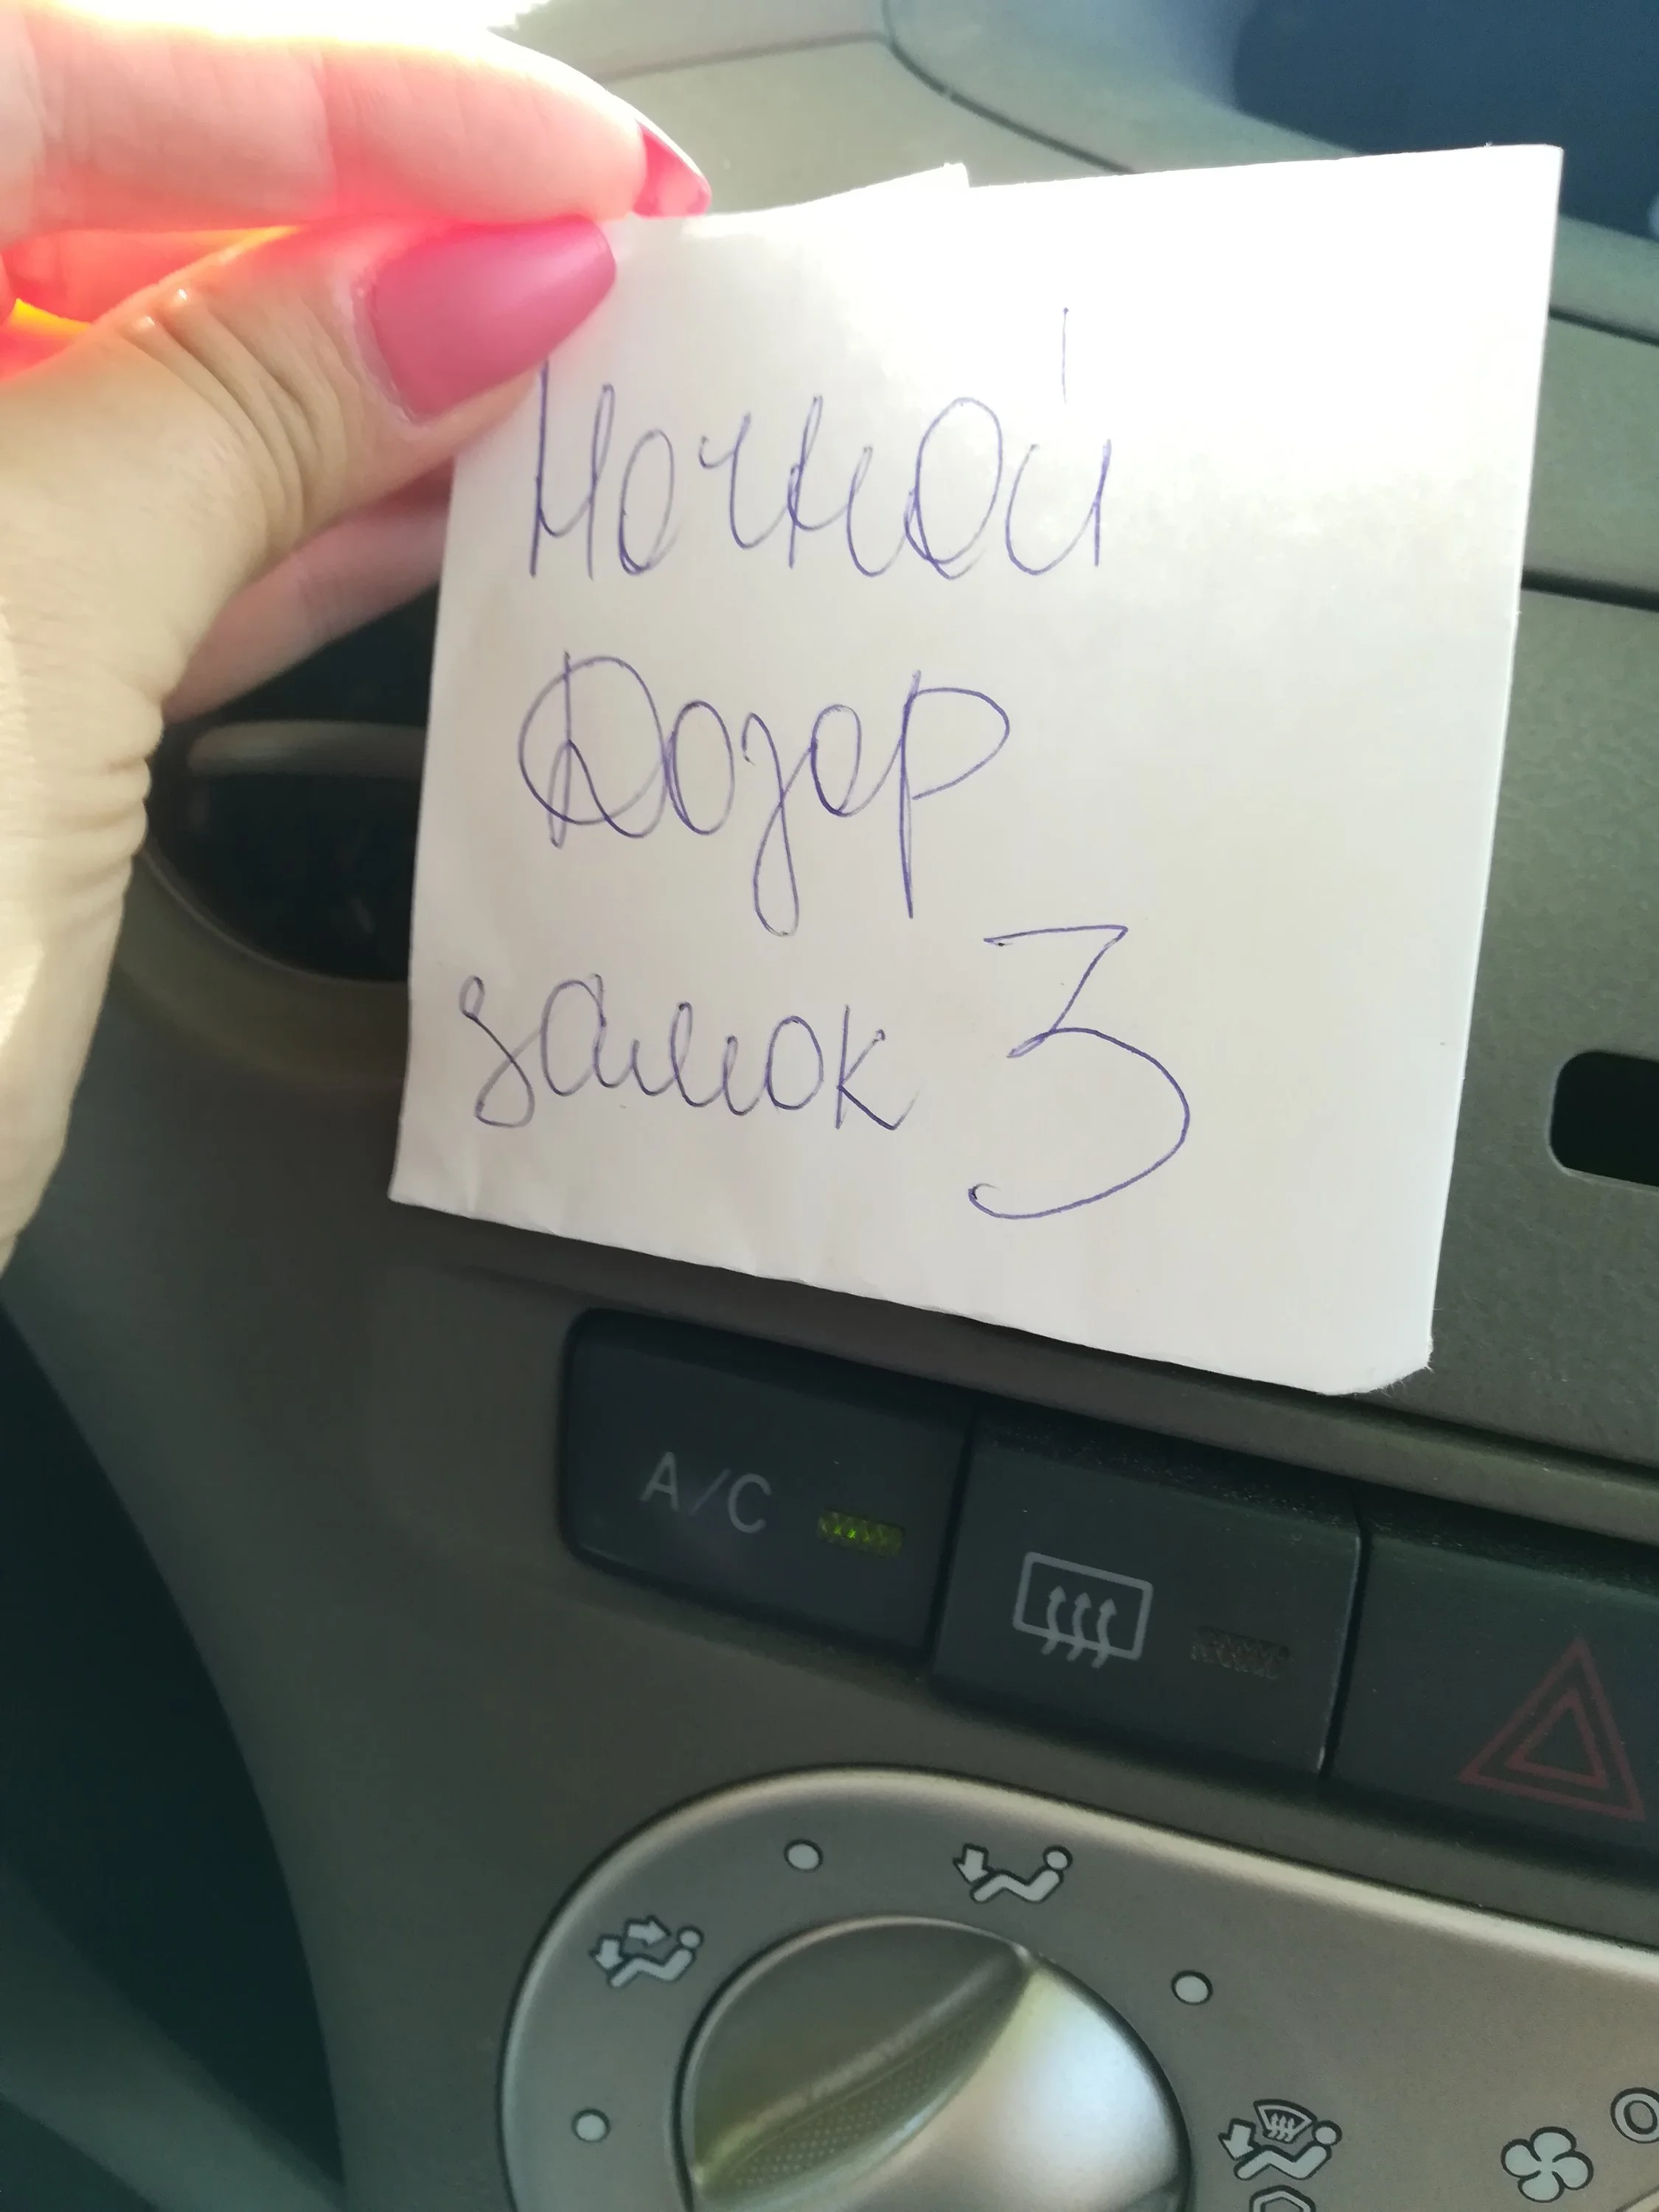 Ночной
Дозор
замок 3
A/C